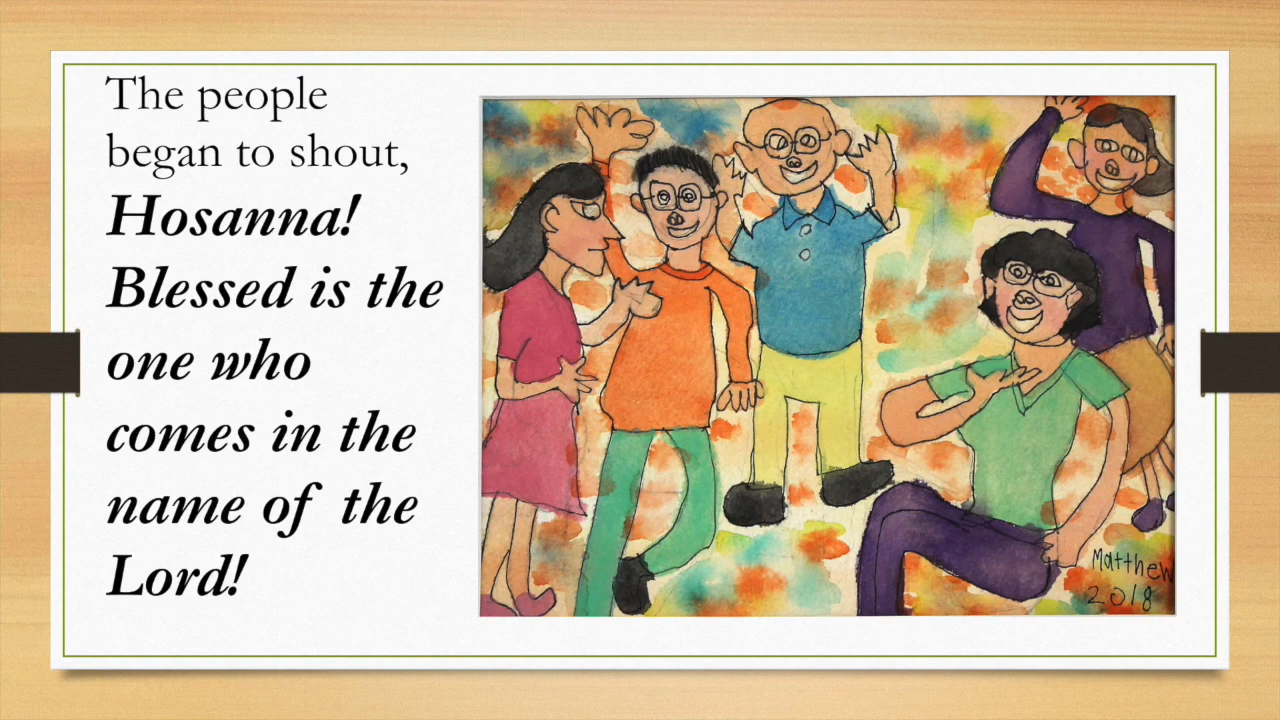 The people
began to shout,
Hosanna!
Blessed is the
one who
comes in the
name of the
Lord!
Matthew
2018